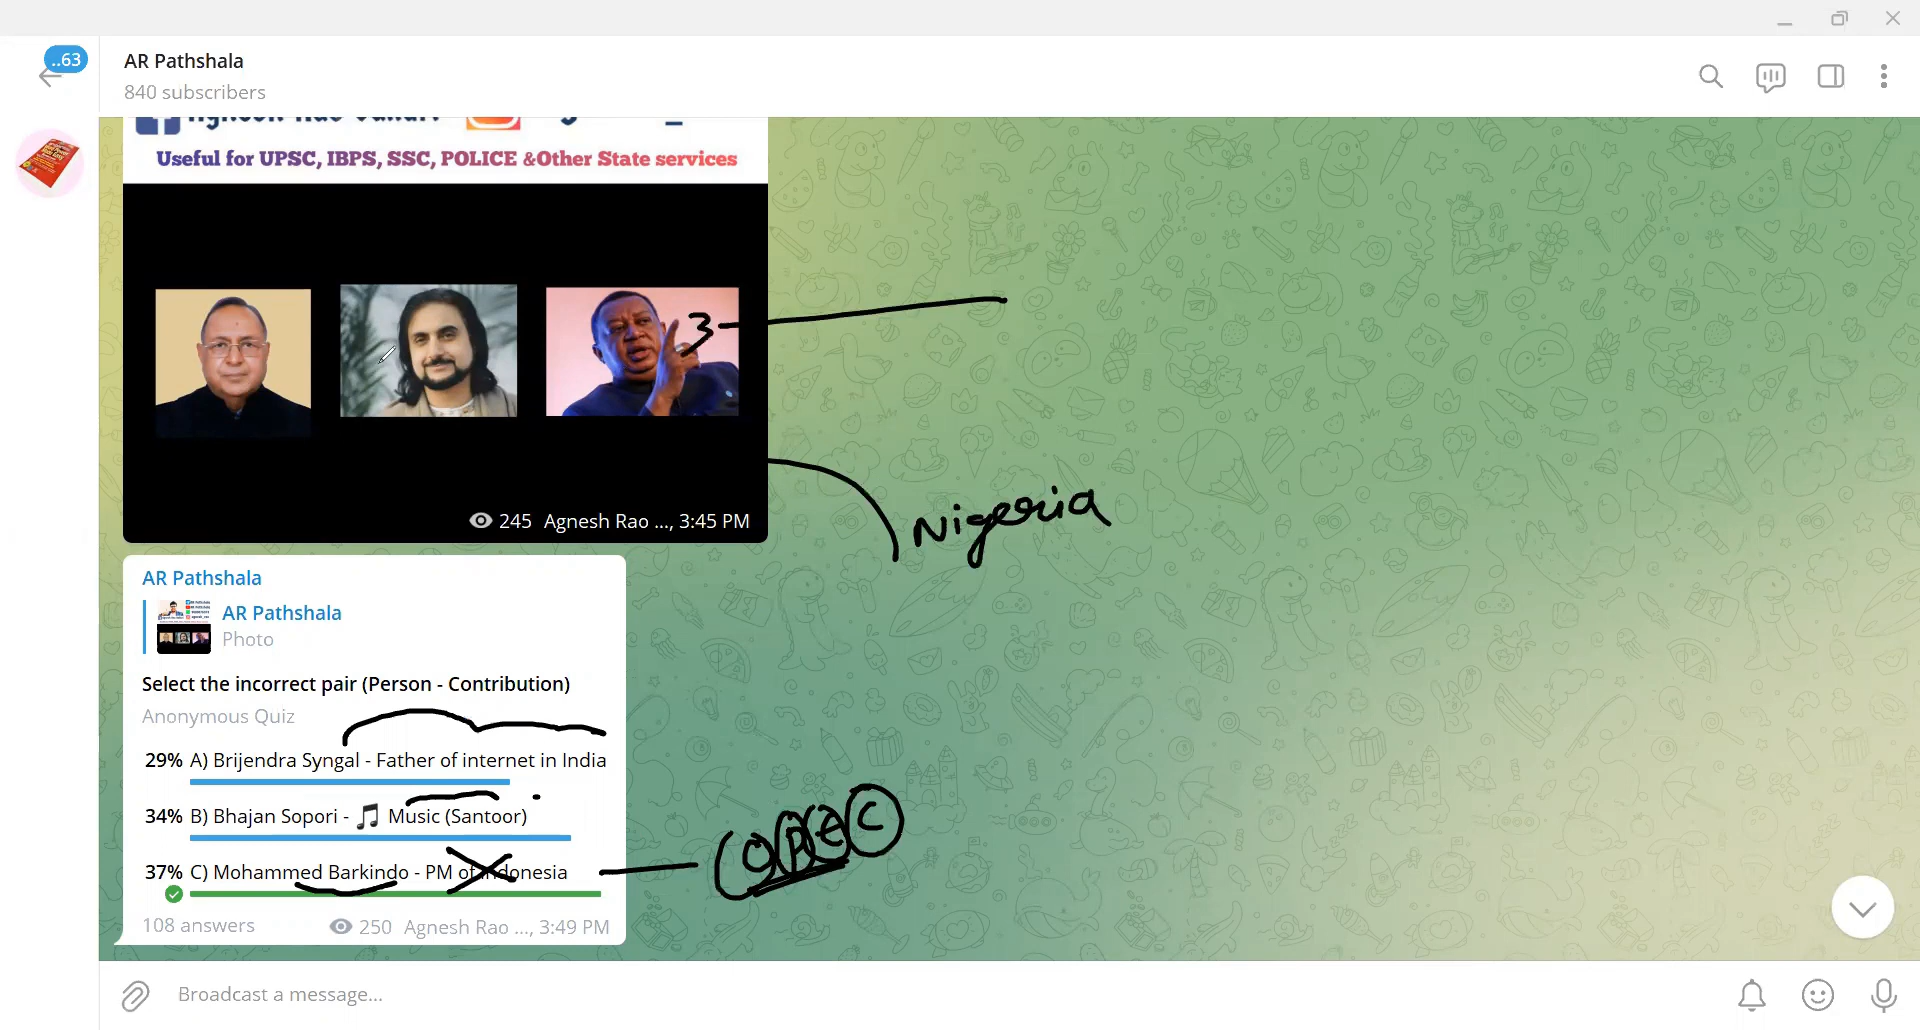 ..63
AR Pathshala
840 subscribers
Useful for UPSC, IBPS, SSC, POLICE &Other State services
3
245 Agnesh Rao ..., 3:45 PM
Nigeria
AR Pathshala
AR Pathshala
Photo
Select the incorrect pair (Person - Contribution)
Anonymous Quiz
29% A) Brijendra Syngal - Father of internet in India
34% B) Bhajan Sopori - 🎵 Music (Santoor)
37% C) Mohammed Barkindo - PM of Indonesia
OPEC
108 answers 250 Agnesh Rao ..., 3:49 PM
Broadcast a message...